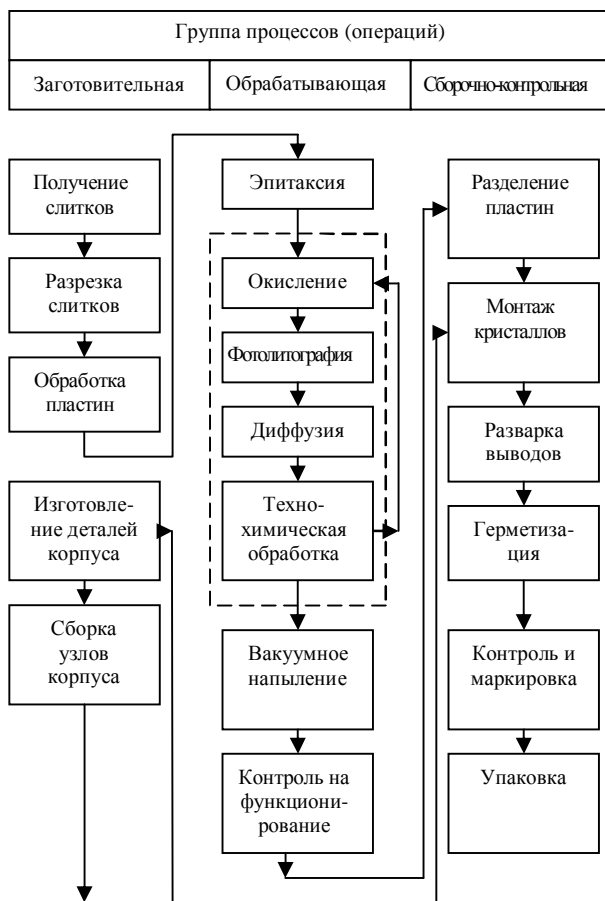 Группа процессов (операций)
Заготовительная
Обрабатывающая
Сборочно-контрольная
Получение
слитков
Разрезка
слитков
Обработка
пластин
Изготовле-
ние деталей
корпуса
Сборка
узлов
корпуса
Эпитаксия
Окисление
Фотолитография
Диффузия
Техно-
химическая
обработка
Вакуумное
напыление
Контроль на
функциони-
рование
Разделение
пластин
Монтаж
кристаллов
Разварка
выводов
Герметиза-
ция
Контроль и
маркировка
Упаковка